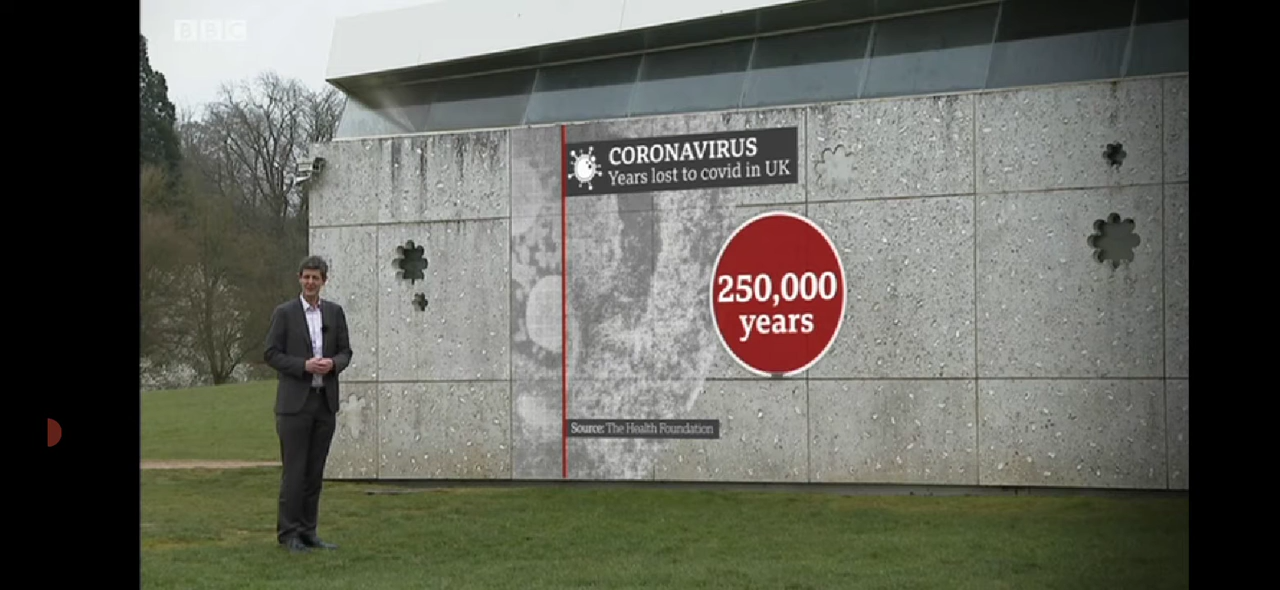 BBC
CORONAVIRUS
Years lost to covid in UK
250,000
years
Source: The Health Foundation